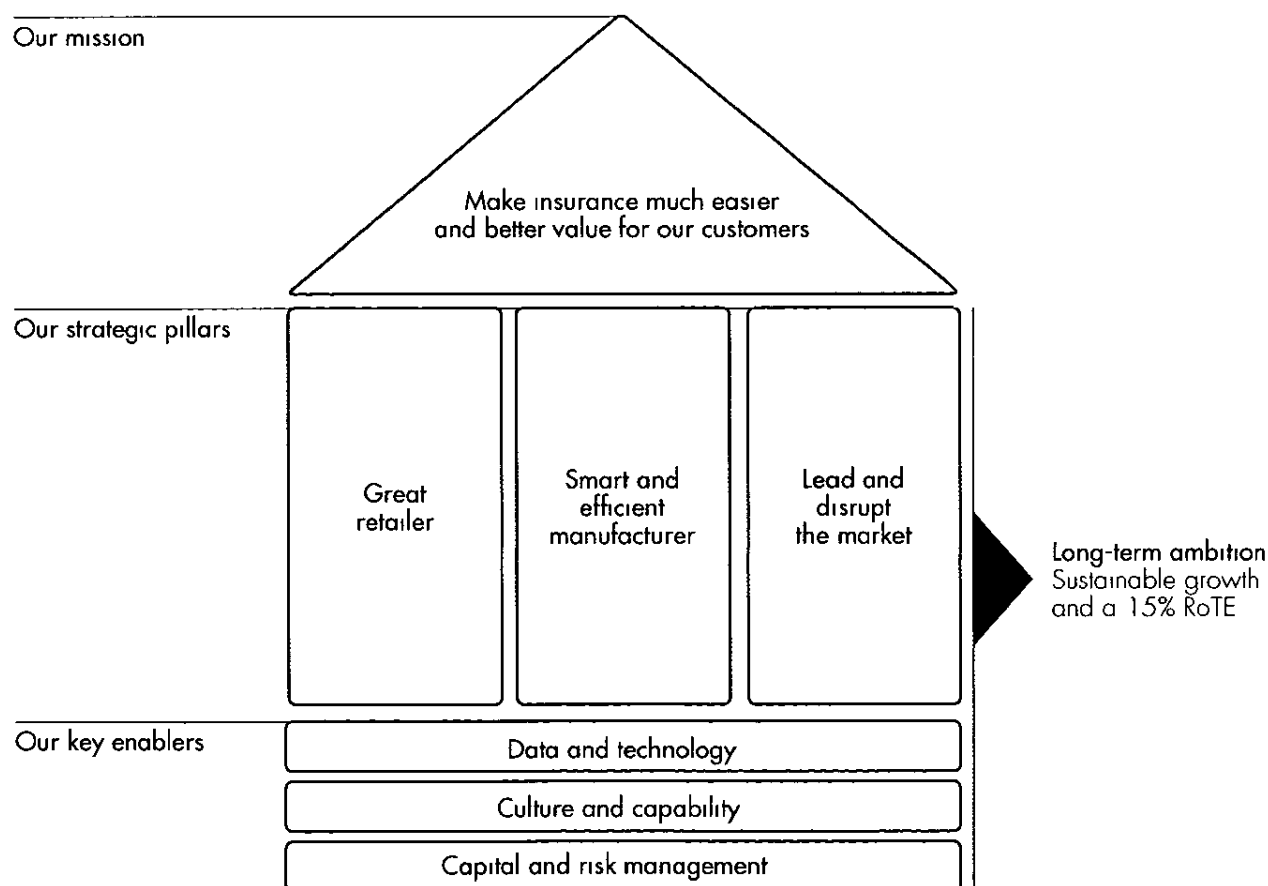 Our mission
Make insurance much easier
and better value for our customers
Our strategic pillars
Great
retailer
Smart and
efficient
manufacturer
Lead and
disrupt
the market
Long-term ambition
Sustainable growth
and a 15% RoTE
Our key enablers
Data and technology
Culture and capability
Capital and risk management